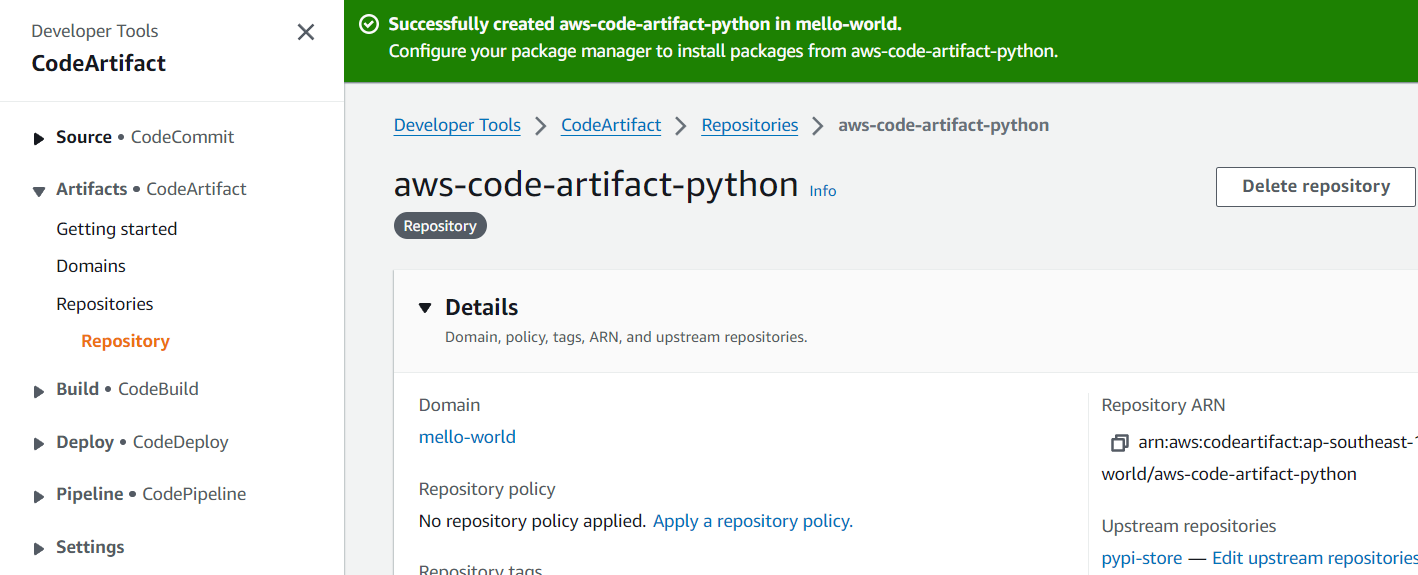 Developer Tools
CodeArtifact
Source • CodeCommit
Artifacts • CodeArtifact
Getting started
Domains
Repositories
Repository
Build • CodeBuild
Deploy • CodeDeploy
Pipeline • CodePipeline
Settings
Successfully created aws-code-artifact-python in mello-world.
Configure your package manager to install packages from aws-code-artifact-python.
Developer Tools > CodeArtifact > Repositories > aws-code-artifact-python
aws-code-artifact-python Info
Delete repository
Repository
Details
Domain, policy, tags, ARN, and upstream repositories.
Domain
mello-world
Repository policy
No repository policy applied. Apply a repository policy.
Repository tags
Repository ARN
arn:aws:codeartifact:ap-southeast-
world/aws-code-artifact-python
Upstream repositories
pypi-store — Edit upstream repositories